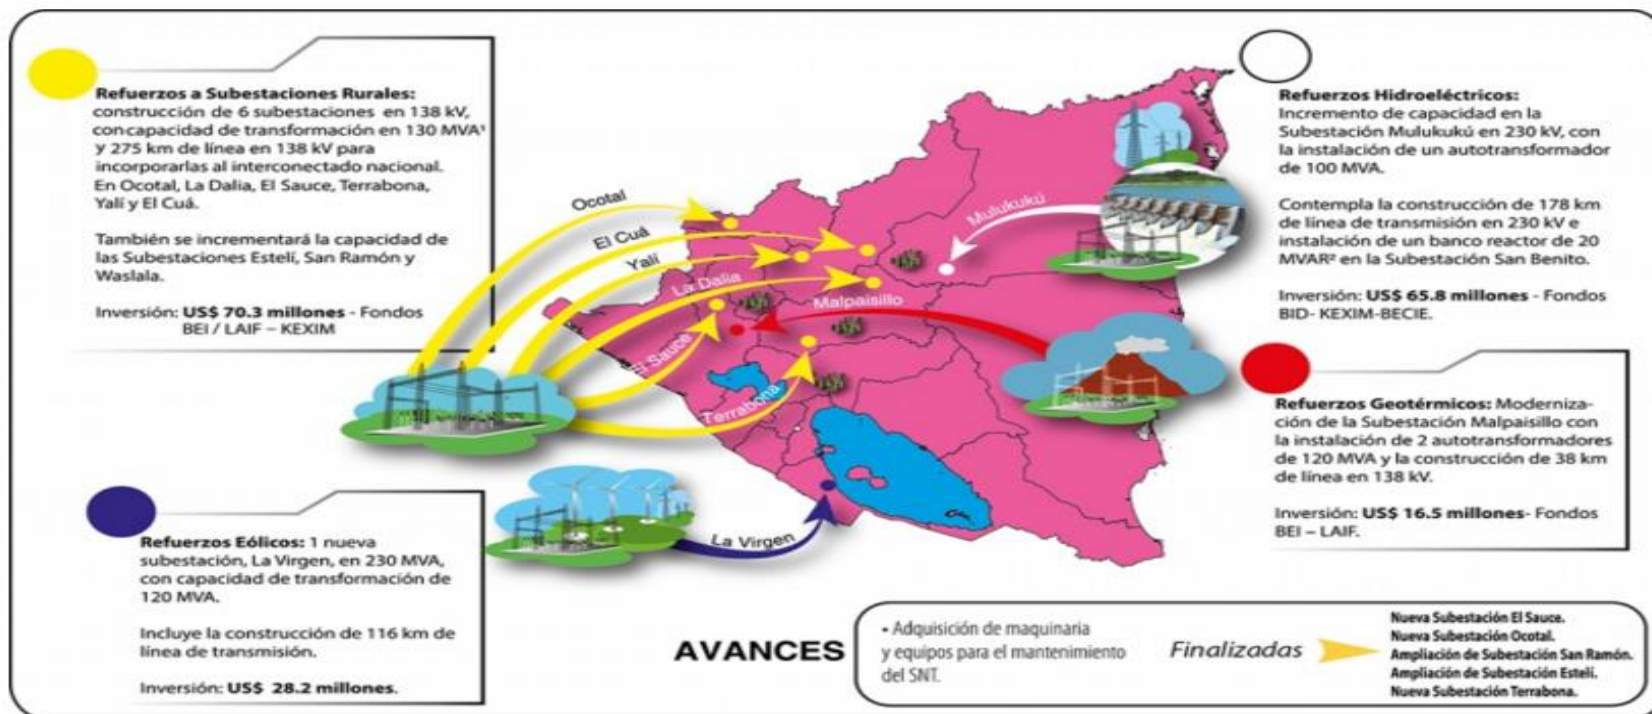 Refuerzos a Subestaciones Rurales:
construcción de 6 subestaciones en 138 kV,
con capacidad de transformación en 130 MVA¹
y 275 km de línea en 138 kV para
incorporarlas al interconectado nacional.
En Ocotal, La Dalia, El Sauce, Terrabona,
Yalí y El Cuá.
También se incrementará la capacidad de
las Subestaciones Estelí, San Ramón y
Waslala.
Inversión: US$ 70.3 millones - Fondos
BEI / LAIF – KEXIM
Refuerzos Eólicos: 1 nueva
subestación, La Virgen, en 230 MVA,
con capacidad de transformación de
120 MVA.
Incluye la construcción de 116 km de
línea de transmisión.
Inversión: US$ 28.2 millones.
Ocotal
El Cuá
Yalí
La Dalia
El Sauce
Terrabona
La Virgen
Malpaisillo
Mulukukú
Refuerzos Hidroeléctricos:
Incremento de capacidad en la
Subestación Mulukukú en 230 kV, con
la instalación de un autotransformador
de 100 MVA.
Contempla la construcción de 178 km
de línea de transmisión en 230 kV e
instalación de un banco reactor de 20
MVAR² en la Subestación San Benito.
Inversión: US$ 65.8 millones - Fondos
BID- KEXIM-BECIE.
Refuerzos Geotérmicos: Moderniza-
ción de la Subestación Malpaisillo con
la instalación de 2 autotransformadores
de 120 MVA y la construcción de 38 km
de línea en 138 kV.
Inversión: US$ 16.5 millones- Fondos
BEI – LAIF.
AVANCES
• Adquisición de maquinaria
y equipos para el mantenimiento
del SNT.
Finalizadas
Nueva Subestación El Sauce.
Nueva Subestación Ocotal.
Ampliación de Subestación San Ramón.
Ampliación de Subestación Estelí.
Nueva Subestación Terrabona.